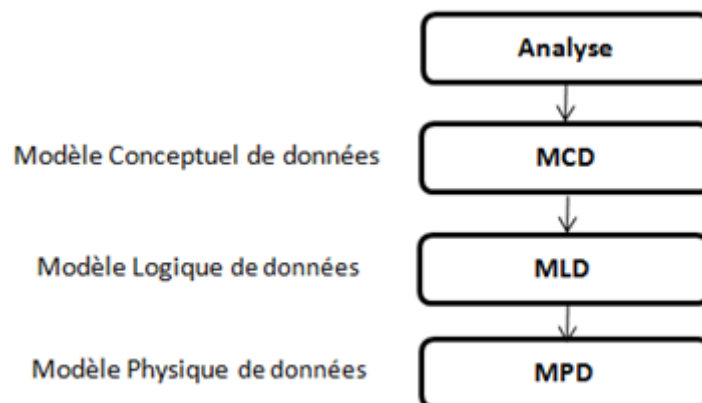 Analyse
Modèle Conceptuel de données
MCD
Modèle Logique de données
MLD
Modèle Physique de données
MPD